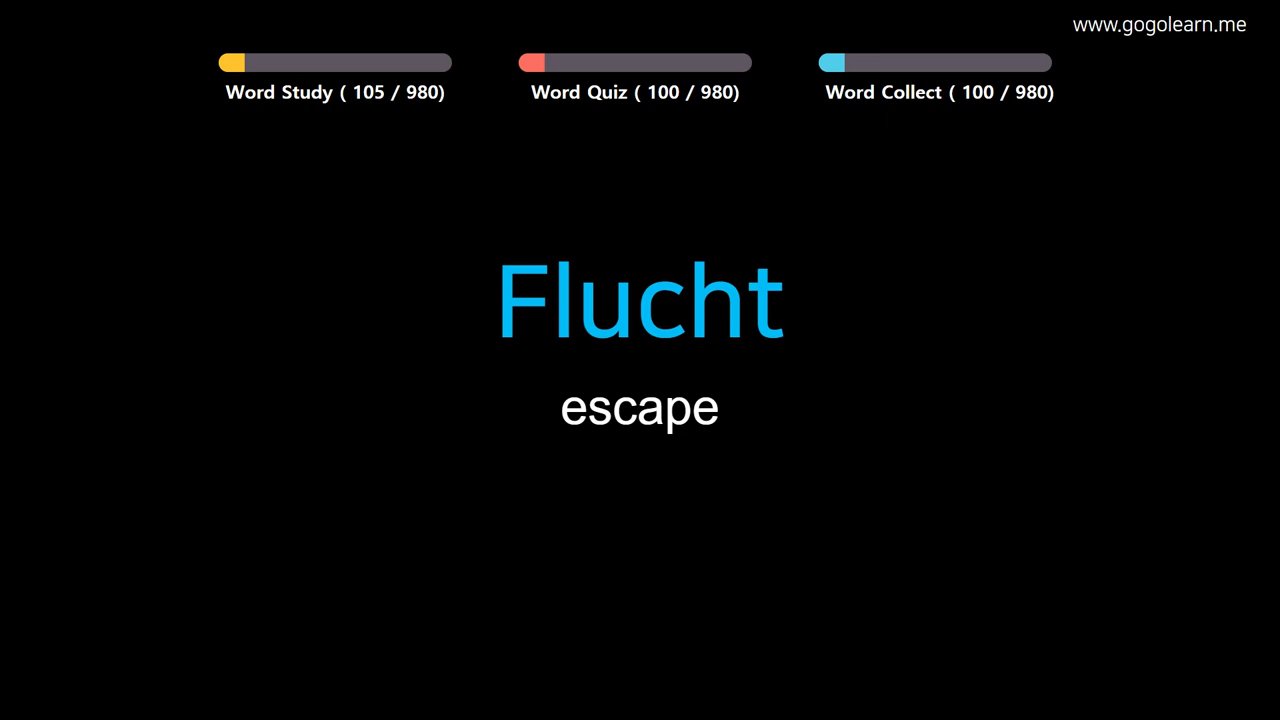 www.gogolearn.me
Word Study ( 105 / 980)
Word Quiz ( 100 / 980)
Word Collect ( 100 / 980)
Flucht
escape